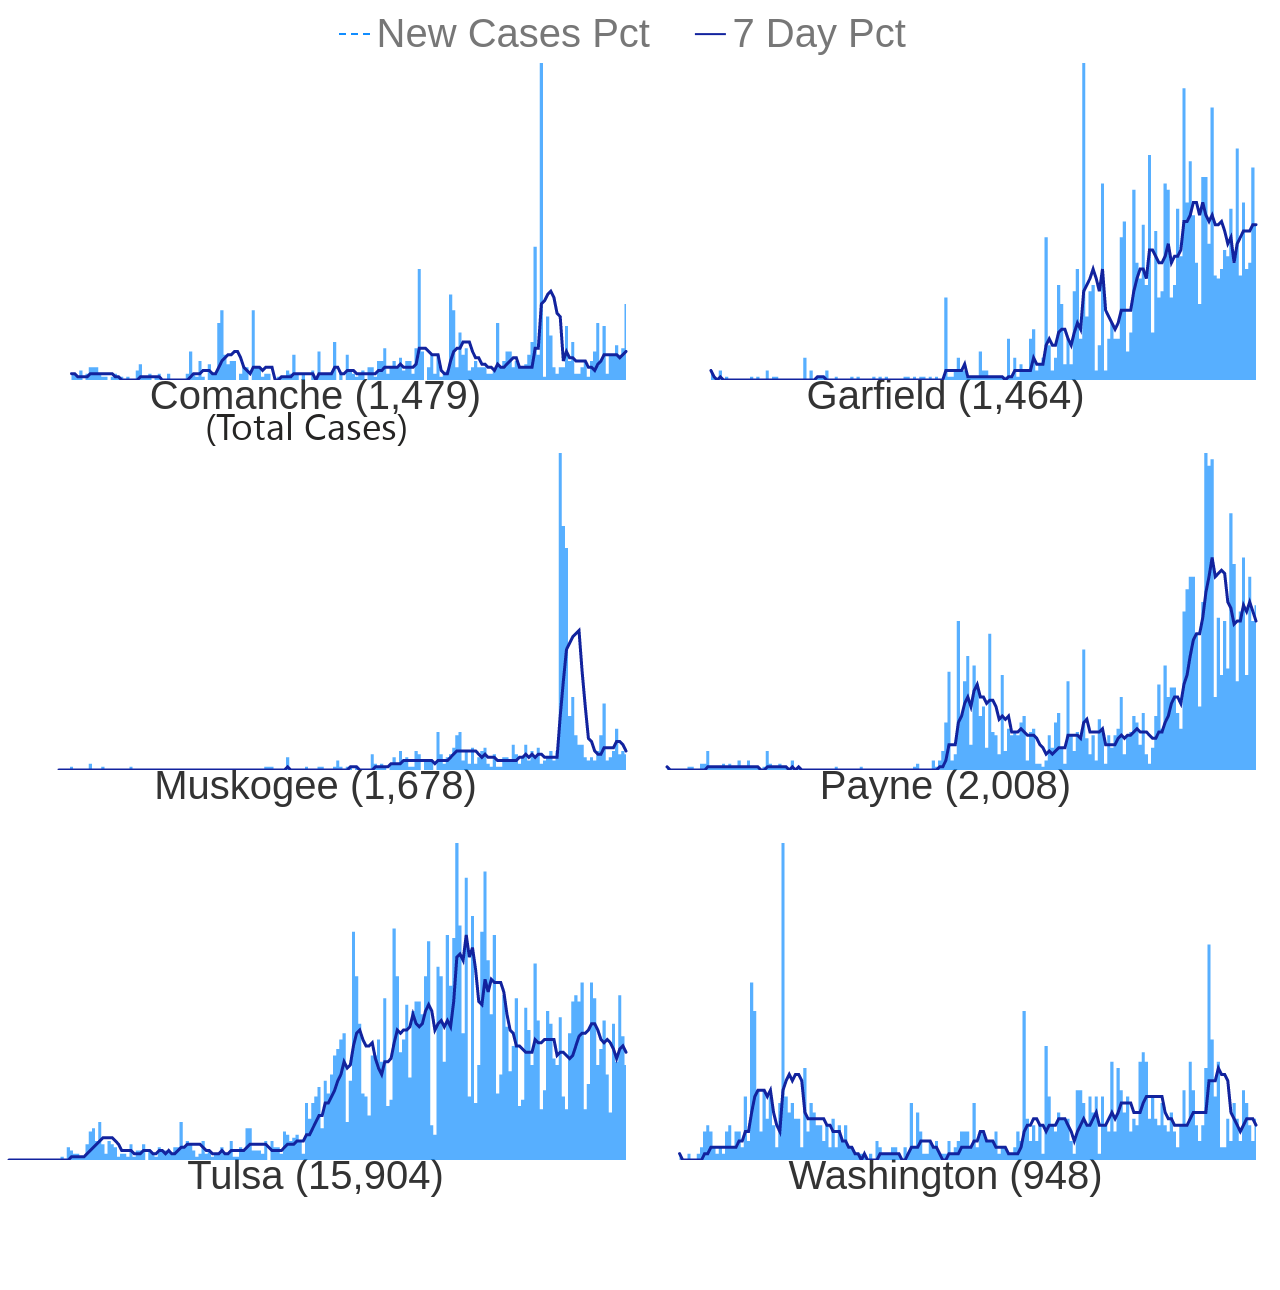 New Cases Pct 7 Day Pct
Comanche (1,479) Garfield (1,464)
(Total Cases)
Muskogee (1,678) Payne (2,008)
Tulsa (15,904) Washington (948)